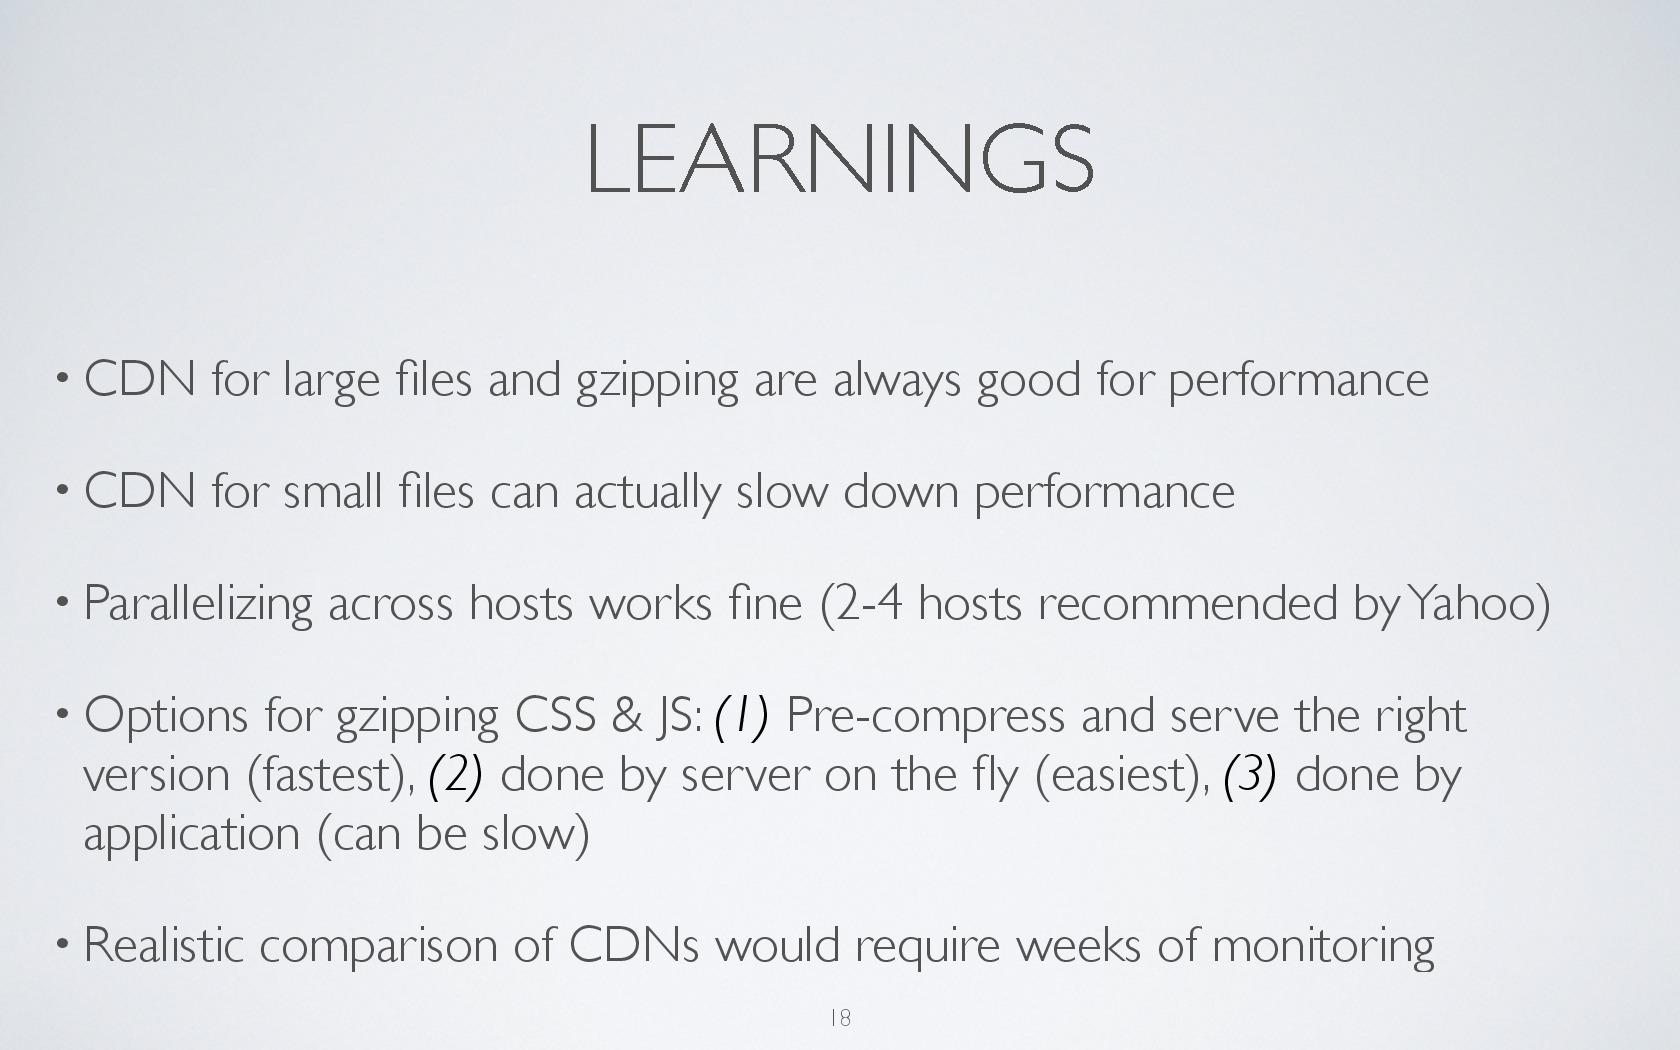 LEARNINGS
• CDN for large files and gzipping are always good for performance
• CDN for small files can actually slow down performance
• Parallelizing across hosts works fine (2-4 hosts recommended by Yahoo)
• Options for gzipping CSS & JS: (1) Pre-compress and serve the right
version (fastest), (2) done by server on the fly (easiest), (3) done by
application (can be slow)
• Realistic comparison of CDNs would require weeks of monitoring
18